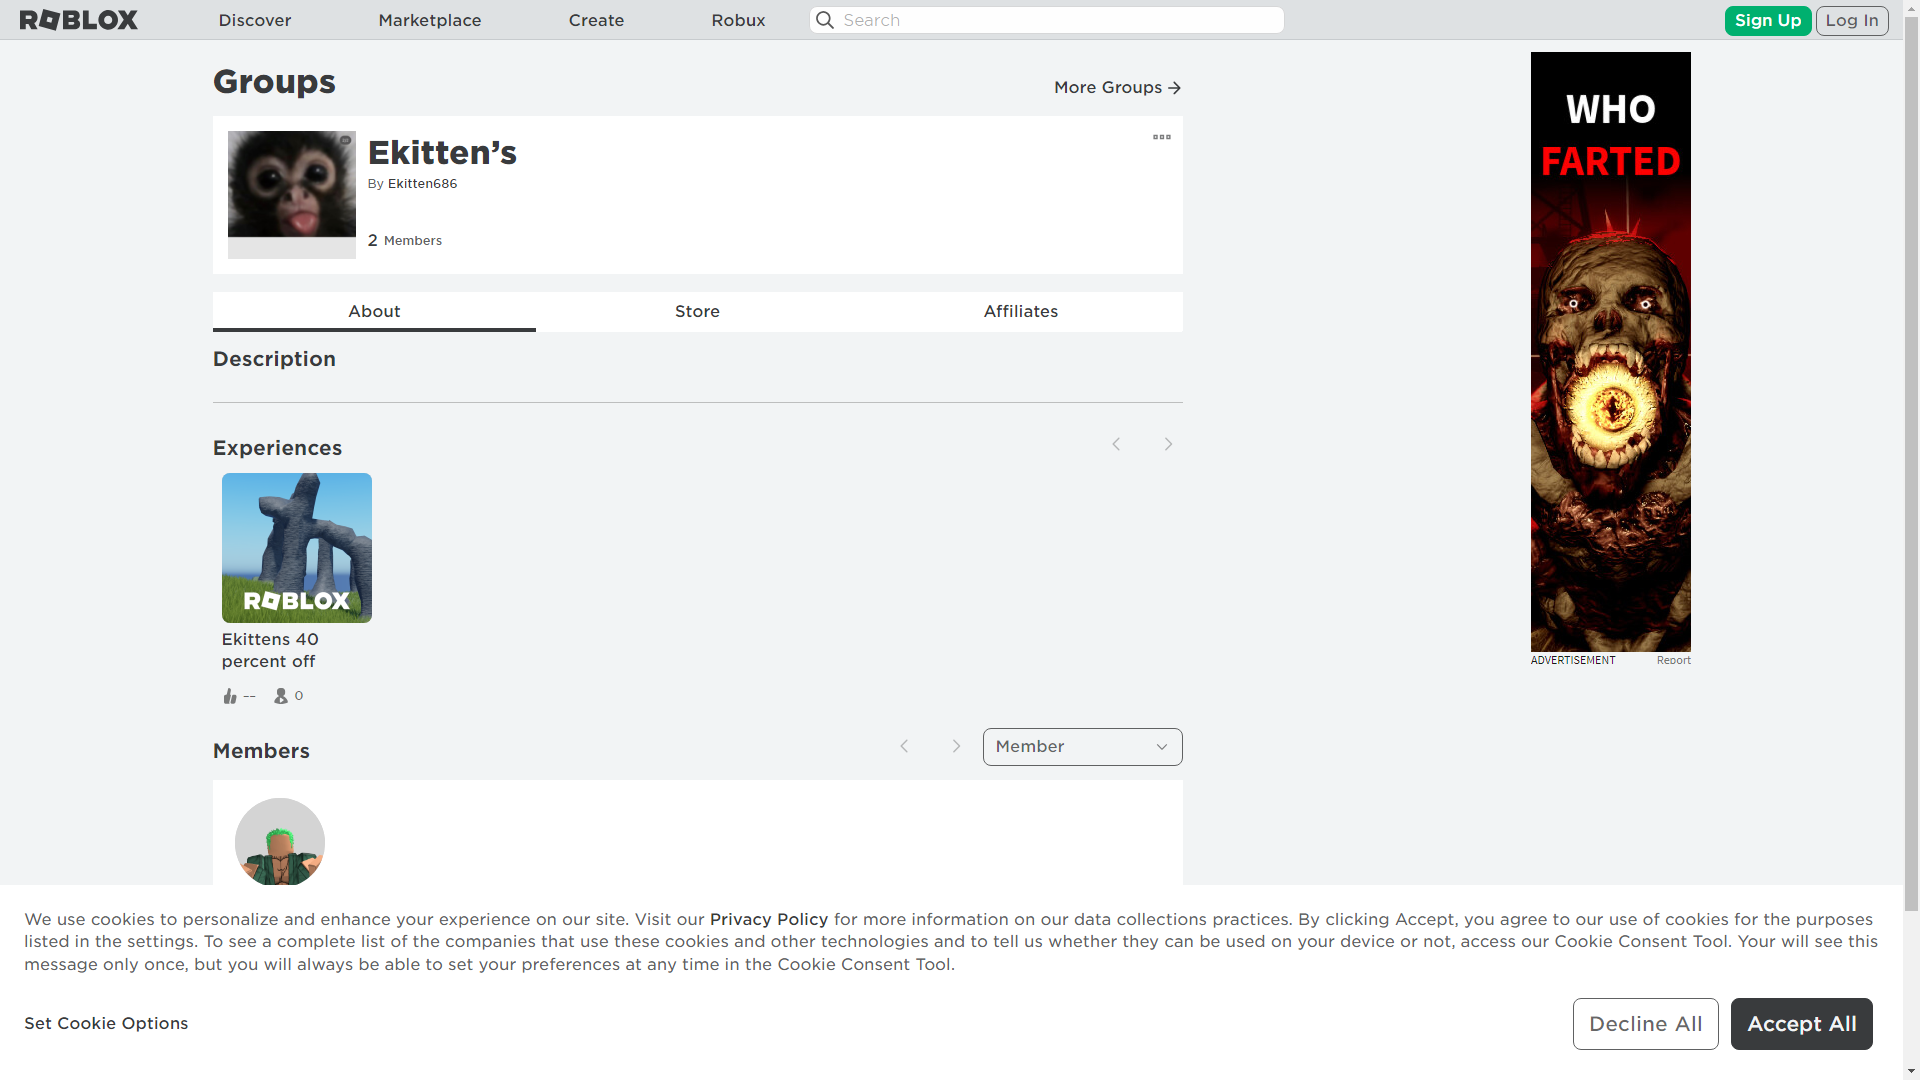 ROBLOX
Discover
Marketplace
Create
Robux
Search
Sign Up
Log In
Groups
More Groups
Ekitten’s
By Ekitten686
2 Members
About
Store
Affiliates
Description
Experiences
ROBLOX
Ekittens 40
percent off
--
0
Members
Member
WHO
FARTED
ADVERTISEMENT
Report
We use cookies to personalize and enhance your experience on our site. Visit our Privacy Policy for more information on our data collections practices. By clicking Accept, you agree to our use of cookies for the purposes
listed in the settings. To see a complete list of the companies that use these cookies and other technologies and to tell us whether they can be used on your device or not, access our Cookie Consent Tool. Your will see this
message only once, but you will always be able to set your preferences at any time in the Cookie Consent Tool.
Set Cookie Options
Decline All
Accept All